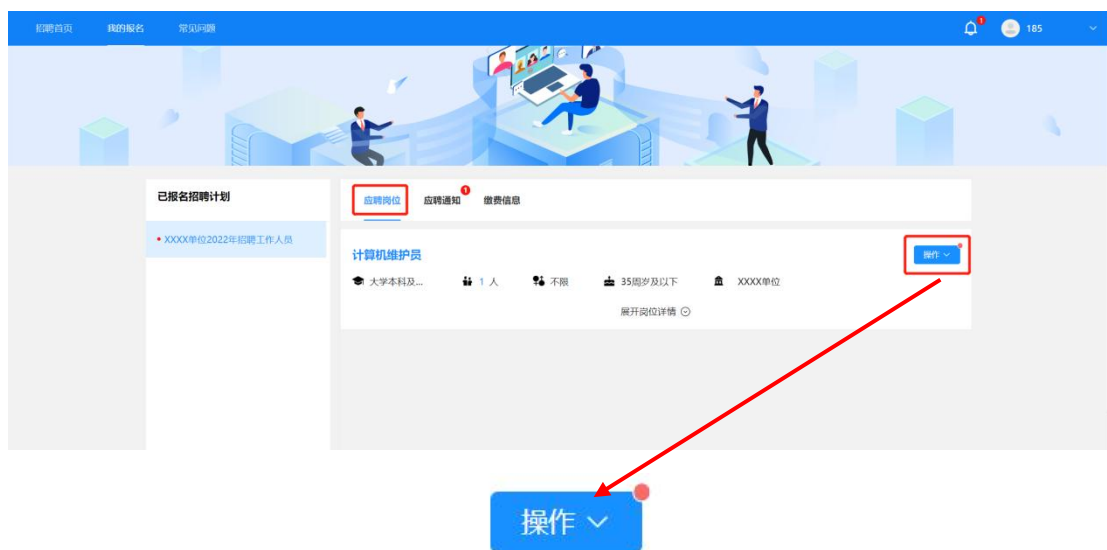 招聘首页 我的报名 常见问题 1 185
已报名招聘计划
应聘岗位 应聘通知 1 缴费信息
XXXX单位2022年招聘工作人员
计算机维护员 操作
大学本科及... 1 人 不限 35周岁及以下 XXXX单位
展开岗位详情
操作